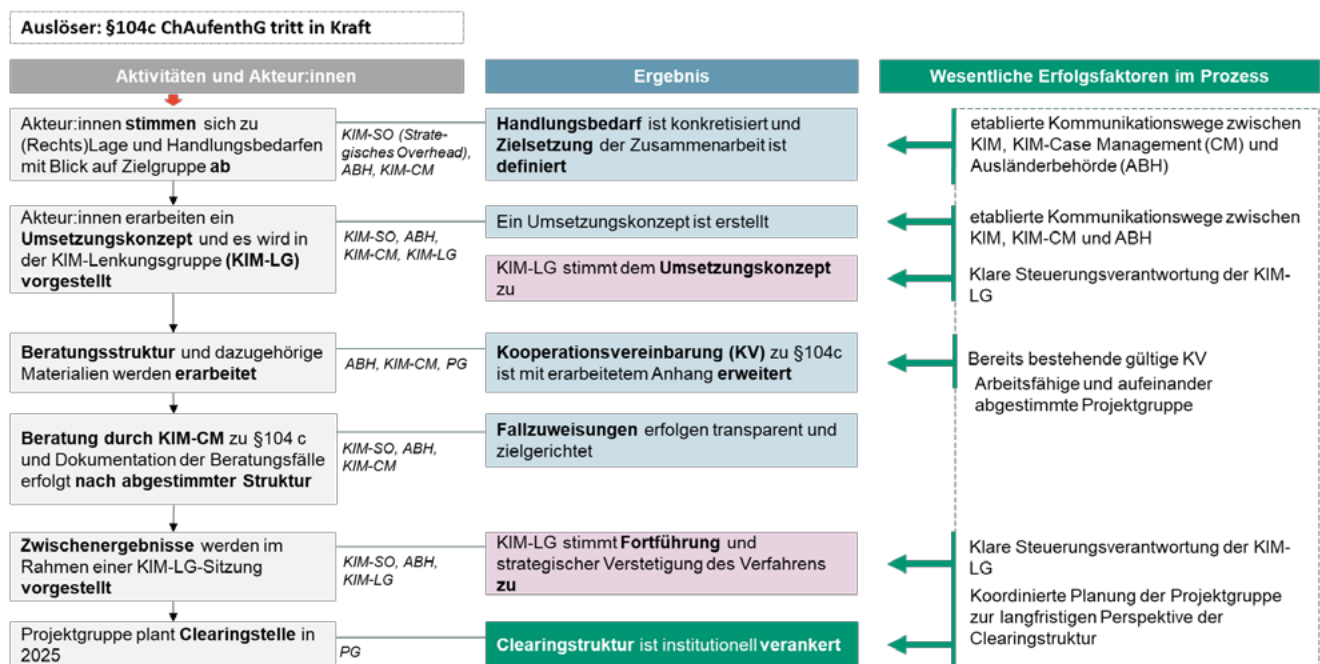 Auslöser: §104c ChAufenthG tritt in Kraft
Aktivitäten und Akteur:innen
Ergebnis
Wesentliche Erfolgsfaktoren im Prozess
Akteur:innen stimmen sich zu
(Rechts)Lage und Handlungsbedarfen
mit Blick auf Zielgruppe ab
KIM-SO (Strate-
gisches Overhead),
ABH, KIM-CM
Handlungsbedarf ist konkretisiert und
Zielsetzung der Zusammenarbeit ist
definiert
etablierte Kommunikationswege zwischen
KIM, KIM-Case Management (CM) und
Ausländerbehörde (ABH)
Akteur:innen erarbeiten ein
Umsetzungskonzept und es wird in
der KIM-Lenkungsgruppe (KIM-LG)
vorgestellt
KIM-SO, ABH,
KIM-CM, KIM-LG
Ein Umsetzungskonzept ist erstellt
KIM-LG stimmt dem Umsetzungskonzept
zu
etablierte Kommunikationswege zwischen
KIM, KIM-CM und ABH
Klare Steuerungsverantwortung der KIM-
LG
Beratungsstruktur und dazugehörige
Materialien werden erarbeitet
ABH, KIM-CM, PG
Kooperationsvereinbarung (KV) zu §104c
ist mit erarbeitetem Anhang erweitert
Bereits bestehende gültige KV
Arbeitsfähige und aufeinander
abgestimmte Projektgruppe
Beratung durch KIM-CM zu §104 c
und Dokumentation der Beratungsfälle
erfolgt nach abgestimmter Struktur
KIM-SO, ABH,
KIM-CM
Fallzuweisungen erfolgen transparent und
zielgerichtet
Zwischenergebnisse werden im
Rahmen einer KIM-LG-Sitzung
vorgestellt
KIM-SO, ABH,
KIM-LG
KIM-LG stimmt Fortführung und
strategischer Verstetigung des Verfahrens
zu
Klare Steuerungsverantwortung der KIM-
LG
Koordinierte Planung der Projektgruppe
zur langfristigen Perspektive der
Clearingstruktur
Projektgruppe plant Clearingstelle in
2025
PG
Clearingstruktur ist institutionell verankert